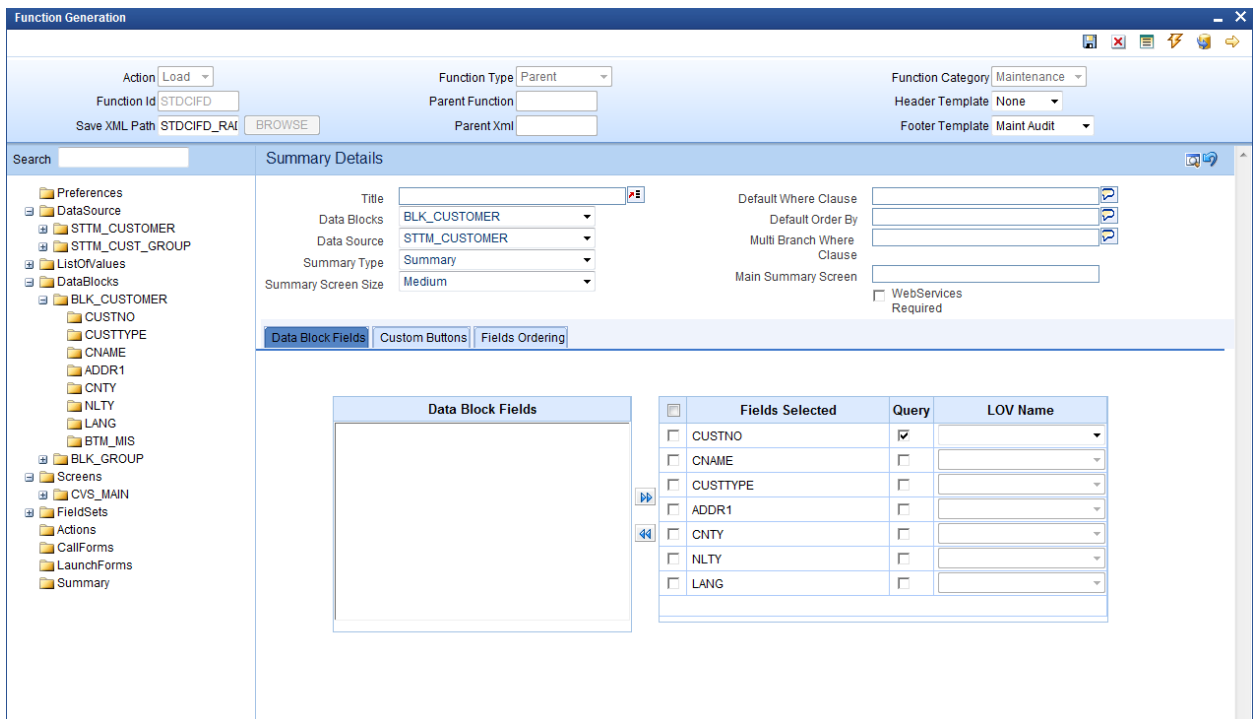 Function Generation
Action Load Function Type Parent Function Category Maintenance
Function Id STDCIFD Parent Function Header Template None
Save XML Path STDCIFD_RAD BROWSE Parent Xml Footer Template Maint Audit
Search
Summary Details
Preferences
DataSource
STTM_CUSTOMER
STTM_CUST_GROUP
ListOfValues
DataBlocks
BLK_CUSTOMER
CUSTNO
CUSTTYPE
CNAME
ADDR1
CNTY
NLTY
LANG
BTM_MIS
BLK_GROUP
Screens
CVS_MAIN
FieldSets
Actions
CallForms
LaunchForms
Summary
Title
Data Blocks BLK_CUSTOMER
Data Source STTM_CUSTOMER
Summary Type Summary
Summary Screen Size Medium
Default Where Clause
Default Order By
Multi Branch Where
Clause
Main Summary Screen
WebServices
Required
Data Block Fields Custom Buttons Fields Ordering
Data Block Fields
Fields Selected Query LOV Name
CUSTNO
CNAME
CUSTTYPE
ADDR1
CNTY
NLTY
LANG